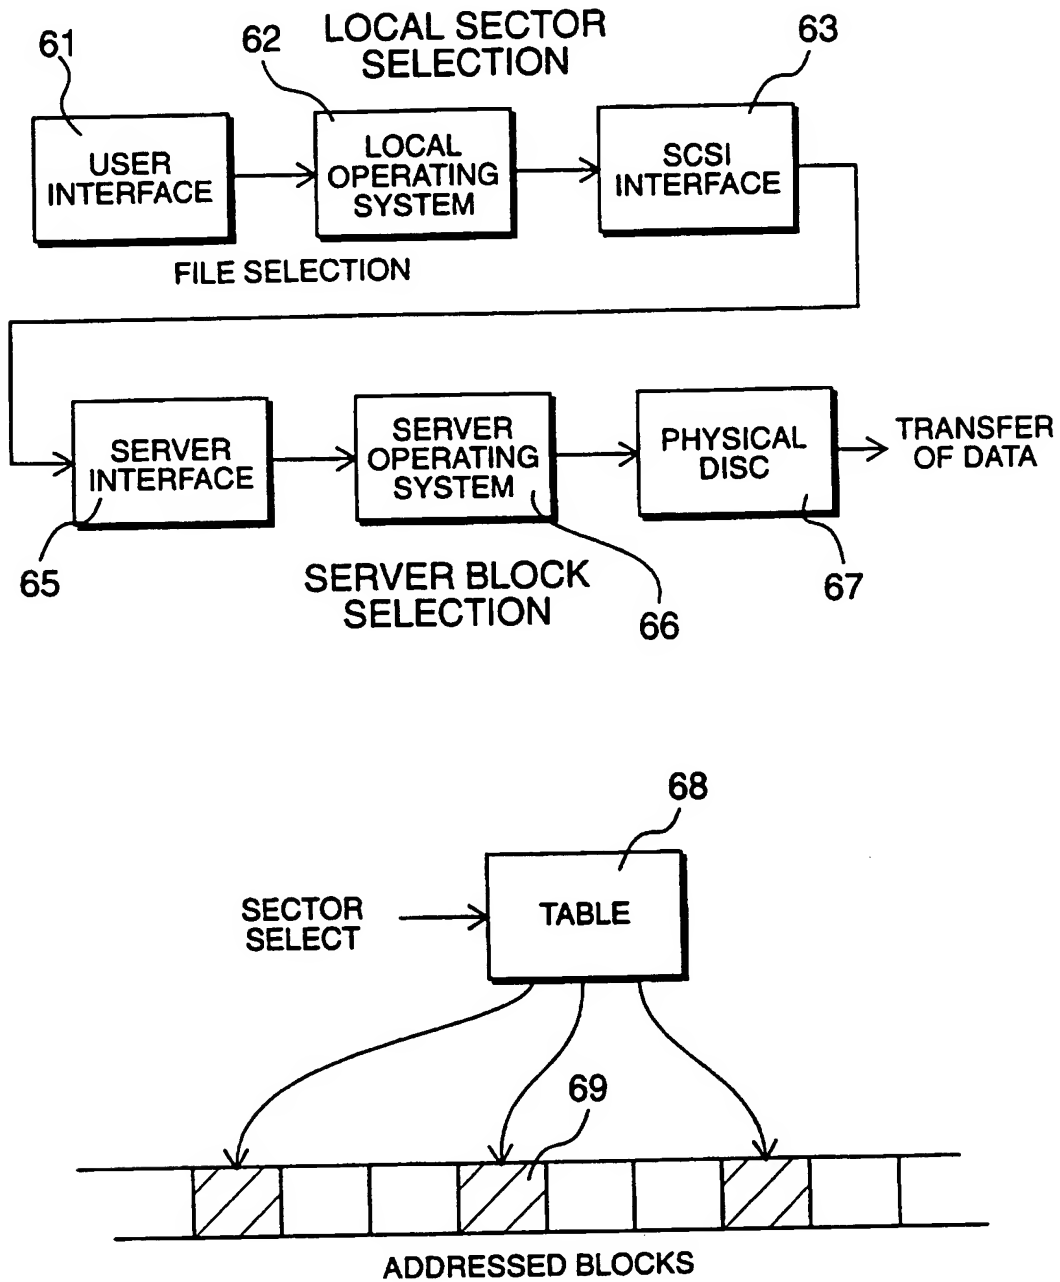 61
62
LOCAL SECTOR
SELECTION
63
USER
INTERFACE
LOCAL
OPERATING
SYSTEM
SCSI
INTERFACE
FILE SELECTION
SERVER
INTERFACE
SERVER
OPERATING
SYSTEM
PHYSICAL
DISC
TRANSFER
OF DATA
65
SERVER BLOCK
SELECTION
66
67
68
SECTOR
SELECT
TABLE
69
ADDRESSED BLOCKS